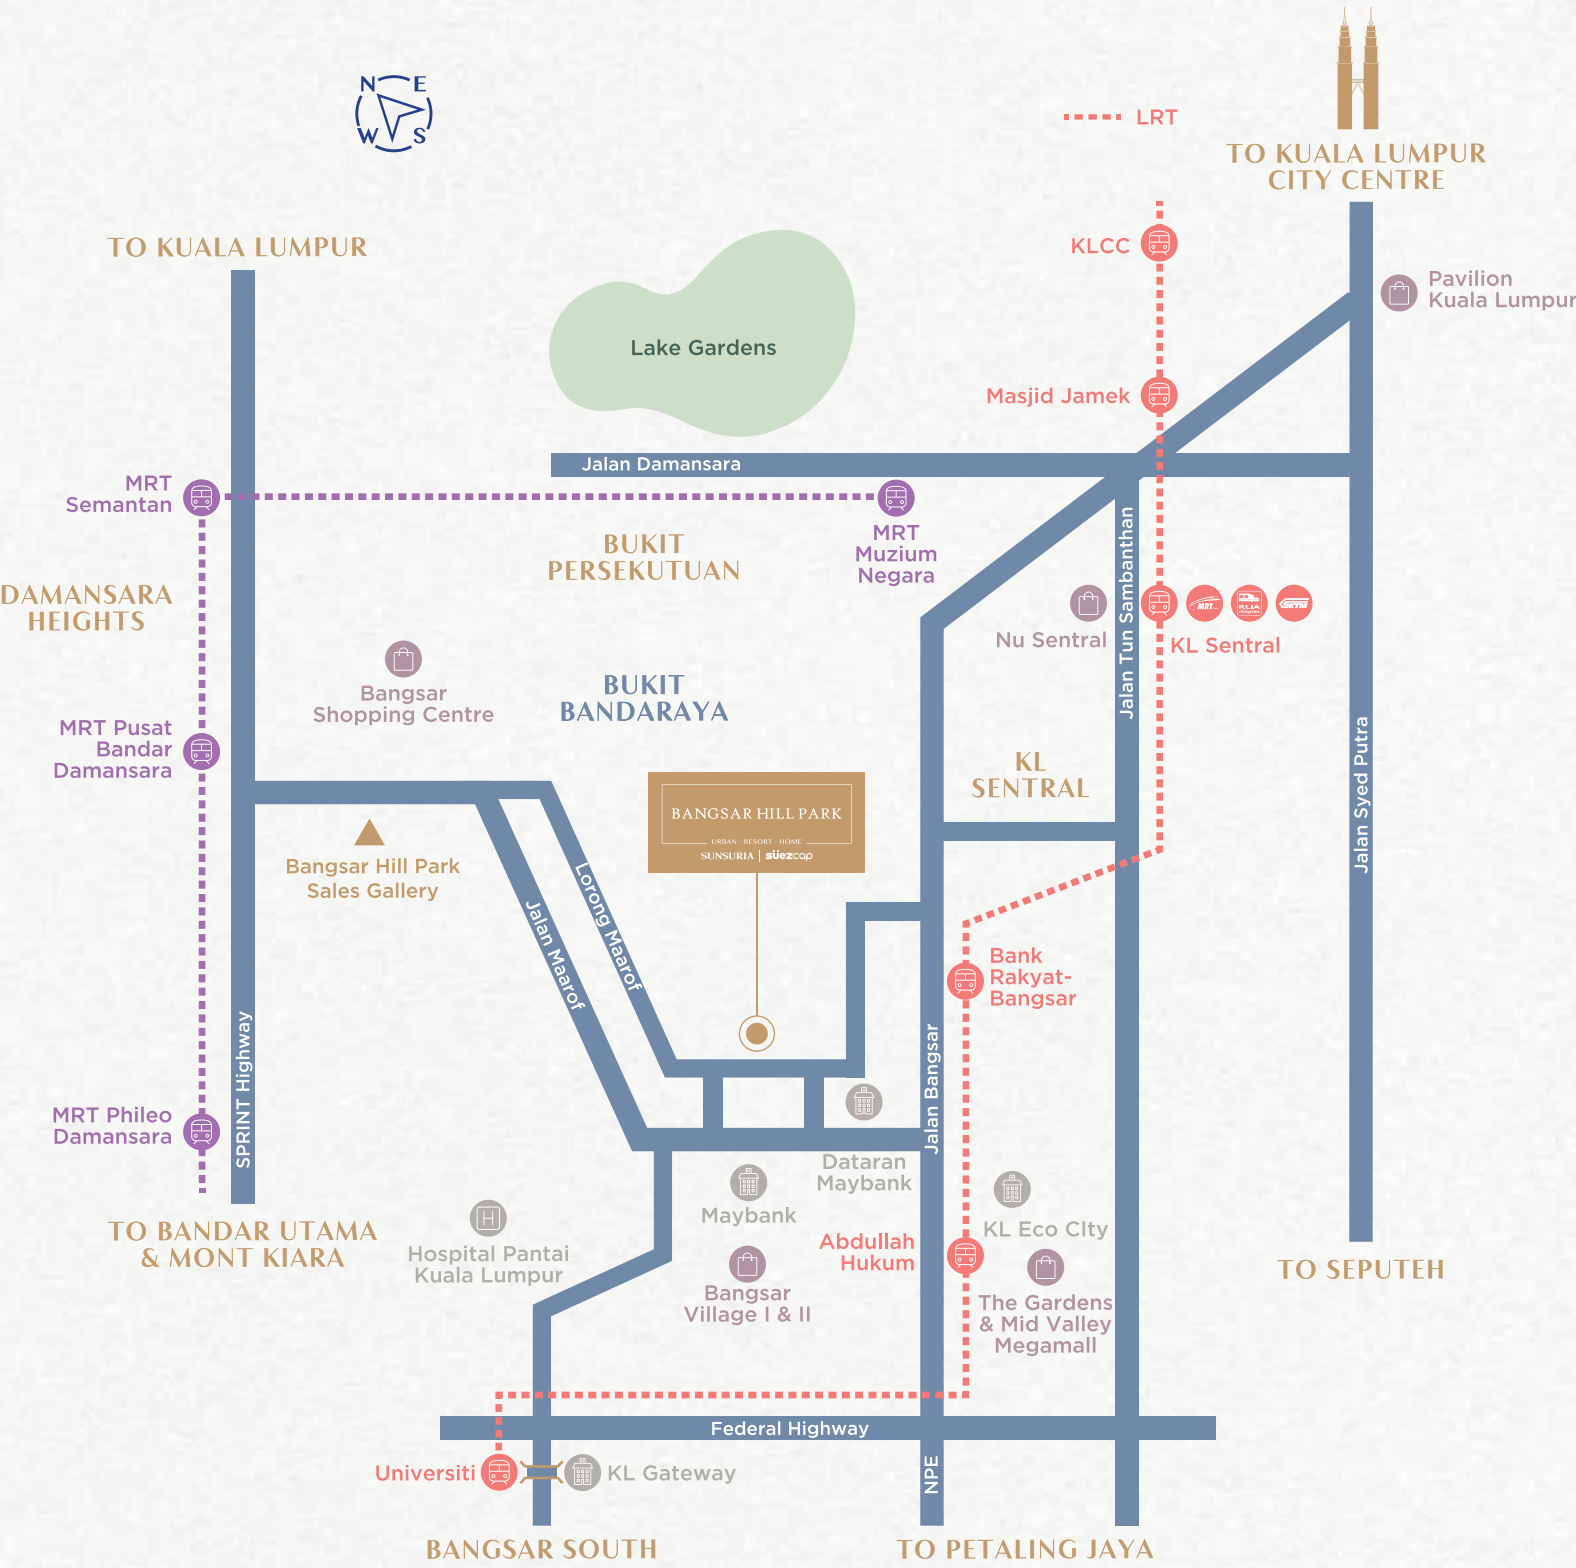 N E
W S
LRT
TO KUALA LUMPUR
CITY CENTRE
TO KUALA LUMPUR
KLCC
Pavilion
Kuala Lumpur
Lake Gardens
Masjid Jamek
Jalan Damansara
MRT
Semantan
MRT
Muzium
Negara
BUKIT
PERSEKUTUAN
DAMANSARA
HEIGHTS
Jalan Tun Sambanthan
Nu Sentral
MRT
KLIA
ekspres
KTM
KL Sentral
Bangsar
Shopping Centre
BUKIT
BANDARAYA
MRT Pusat
Bandar
Damansara
KL
SENTRAL
Jalan Syed Putra
BANGSAR HILL PARK
URBAN · RESORT · HOME
SUNSURIA | süezcap
Bangsar Hill Park
Sales Gallery
Lorong Maarof
Jalan Maarof
Bank
Rakyat-
Bangsar
SPRINT Highway
Jalan Bangsar
MRT Phileo
Damansara
Dataran
Maybank
Maybank
KL Eco CIty
TO BANDAR UTAMA
& MONT KIARA
H
Hospital Pantai
Kuala Lumpur
Abdullah
Hukum
TO SEPUTEH
Bangsar
Village I & II
The Gardens
& Mid Valley
Megamall
Federal Highway
Universiti
KL Gateway
NPE
BANGSAR SOUTH
TO PETALING JAYA